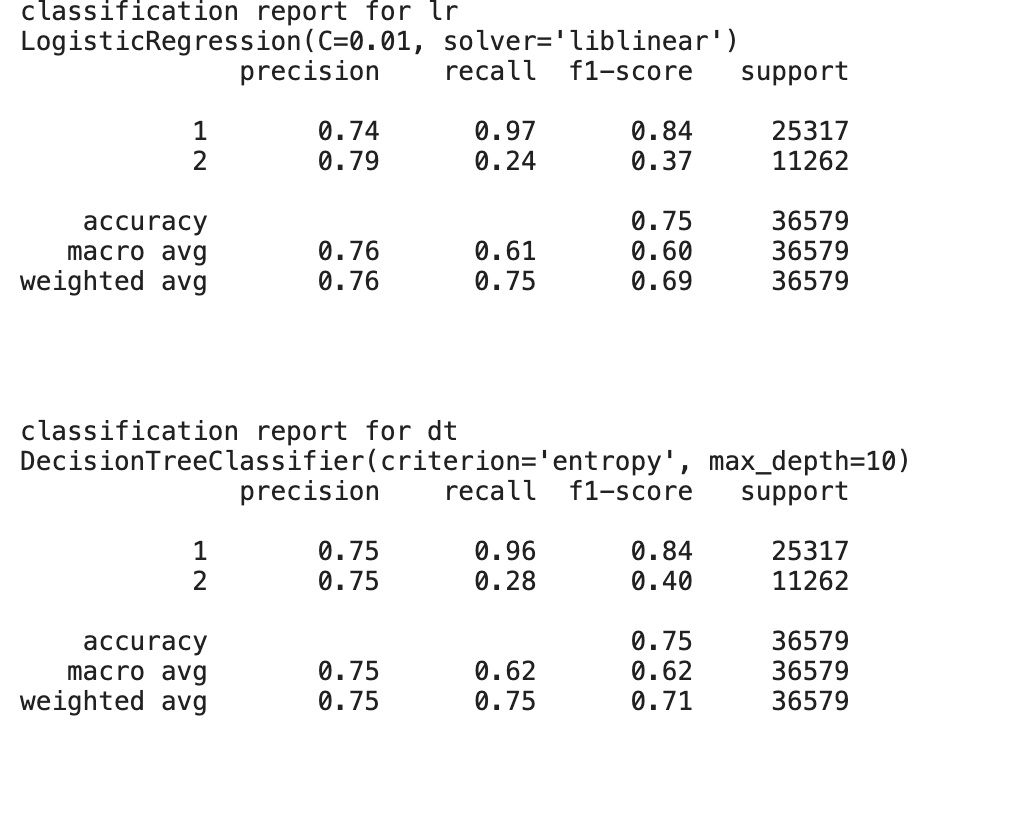 classification report for lr
LogisticRegression(C=0.01, solver='liblinear')
precision recall f1-score support
1 0.74 0.97 0.84 25317
2 0.79 0.24 0.37 11262
accuracy 0.75 36579
macro avg 0.76 0.61 0.60 36579
weighted avg 0.76 0.75 0.69 36579
classification report for dt
DecisionTreeClassifier(criterion='entropy', max_depth=10)
precision recall f1-score support
1 0.75 0.96 0.84 25317
2 0.75 0.28 0.40 11262
accuracy 0.75 36579
macro avg 0.75 0.62 0.62 36579
weighted avg 0.75 0.75 0.71 36579